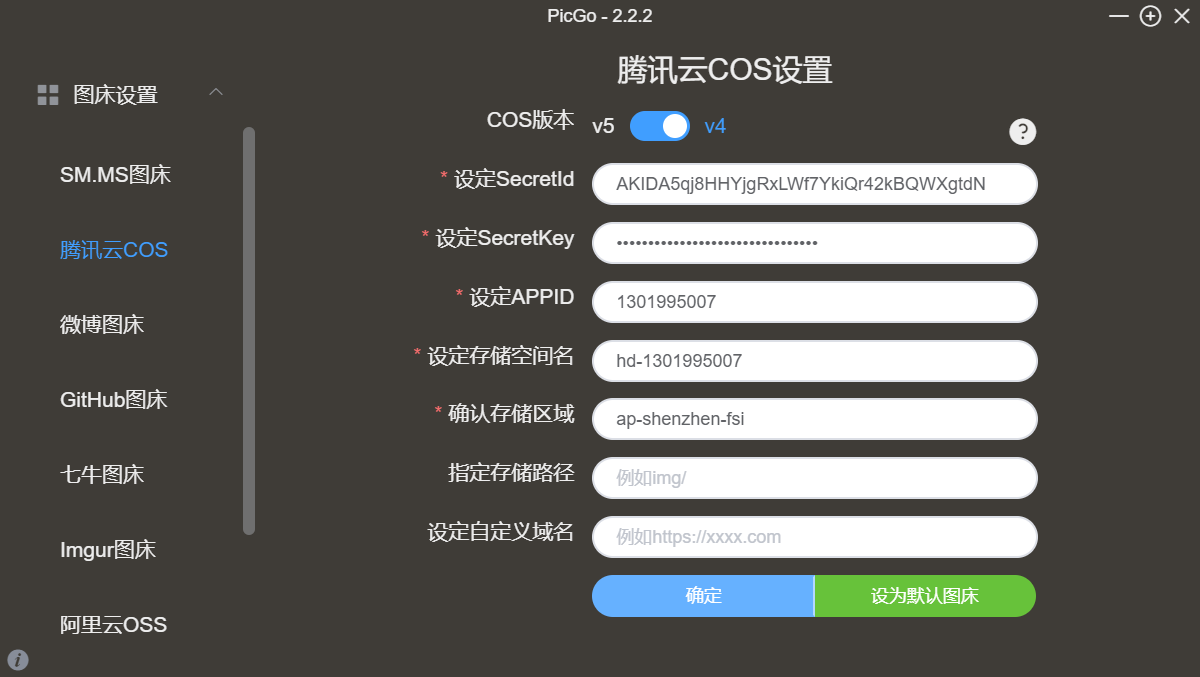 PicGo - 2.2.2
图床设置
SM.MS图床
腾讯云COS
微博图床
GitHub图床
七牛图床
Imgur图床
阿里云OSS
腾讯云COS设置
COS版本 v5 v4 ?
* 设定SecretId AKIDA5qj8HHYjgRxLWf7YkiQr42kBQWXgtdN
* 设定SecretKey ••••••••••••••••••••••••••••••••
* 设定APPID 1301995007
* 设定存储空间名 hd-1301995007
* 确认存储区域 ap-shenzhen-fsi
指定存储路径 例如img/
设定自定义域名 例如https://xxxx.com
确定 设为默认图床
i